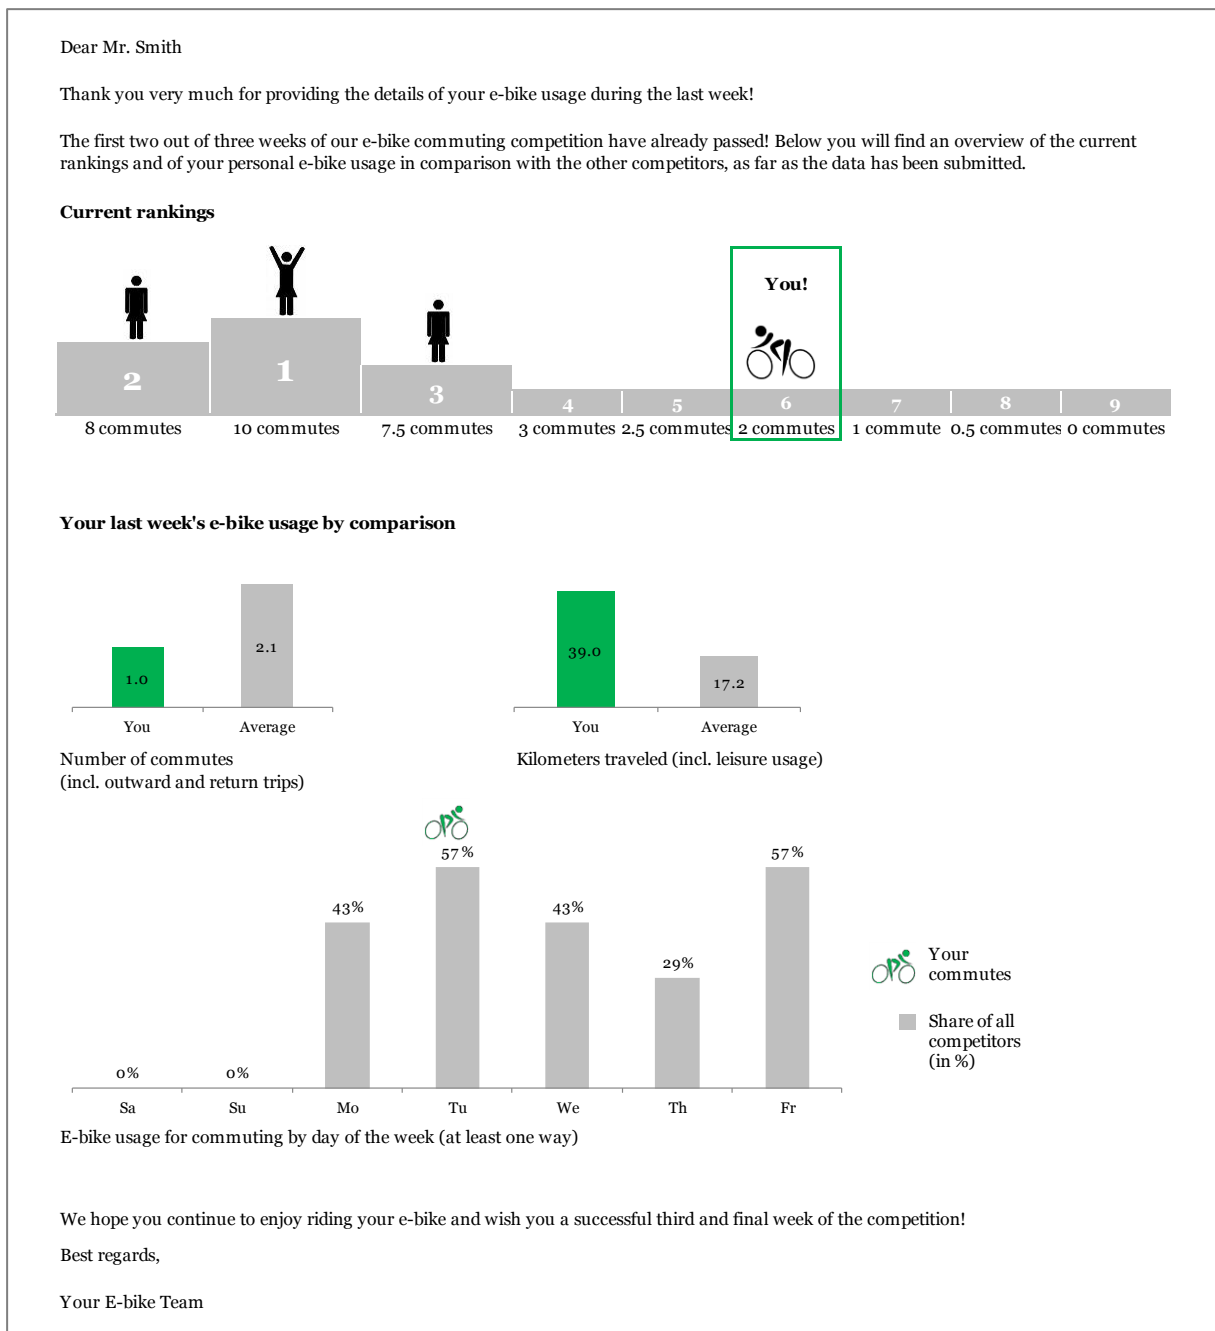 Dear Mr. Smith
Thank you very much for providing the details of your e-bike usage during the last week!
The first two out of three weeks of our e-bike commuting competition have already passed! Below you will find an overview of the current
rankings and of your personal e-bike usage in comparison with the other competitors, as far as the data has been submitted.
Current rankings
You!
2 1 3 4 5 6 7 8 9
8 commutes 10 commutes 7.5 commutes 3 commutes 2.5 commutes 2 commutes 1 commute 0.5 commutes 0 commutes
Your last week's e-bike usage by comparison
1.0 2.1
You Average
Number of commutes
(incl. outward and return trips)
39.0 17.2
You Average
Kilometers traveled (incl. leisure usage)
0% 0% 43% 57% 43% 29% 57%
Sa Su Mo Tu We Th Fr
Your
commutes
Share of all
competitors
(in %)
E-bike usage for commuting by day of the week (at least one way)
We hope you continue to enjoy riding your e-bike and wish you a successful third and final week of the competition!
Best regards,
Your E-bike Team